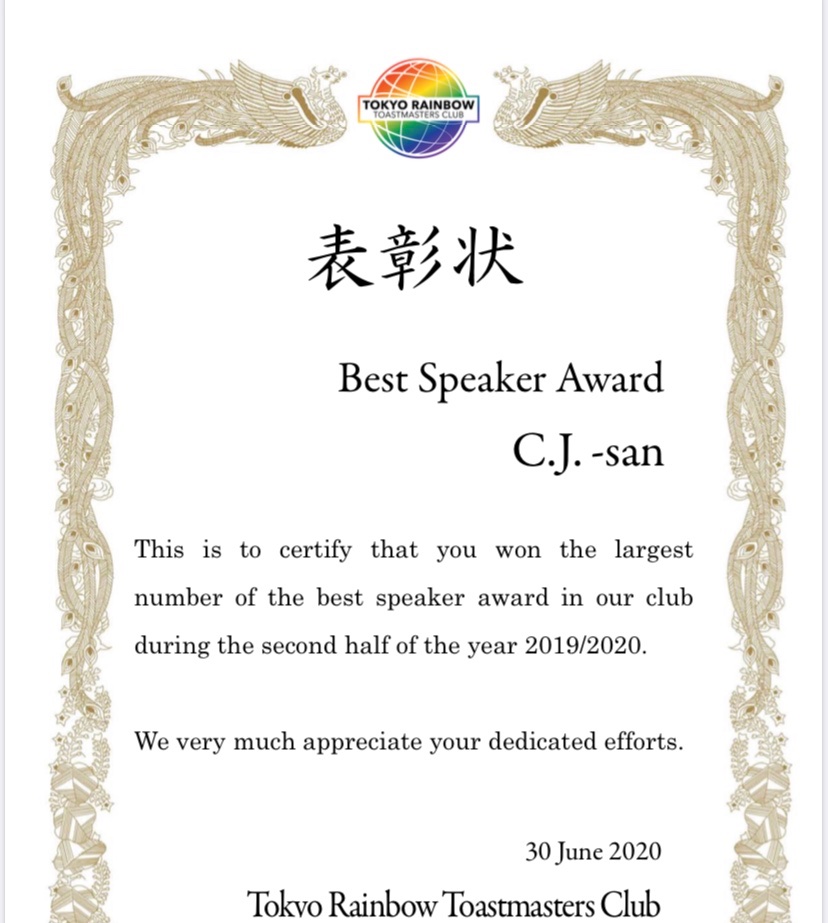 TOKYO RAINBOW
TOASTMASTERS CLUB
表彰状
Best Speaker Award
C.J. -san
This is to certify that you won the largest
number of the best speaker award in our club
during the second half of the year 2019/2020.
We very much appreciate your dedicated efforts.
30 June 2020
Tokyo Rainbow Toastmasters Club